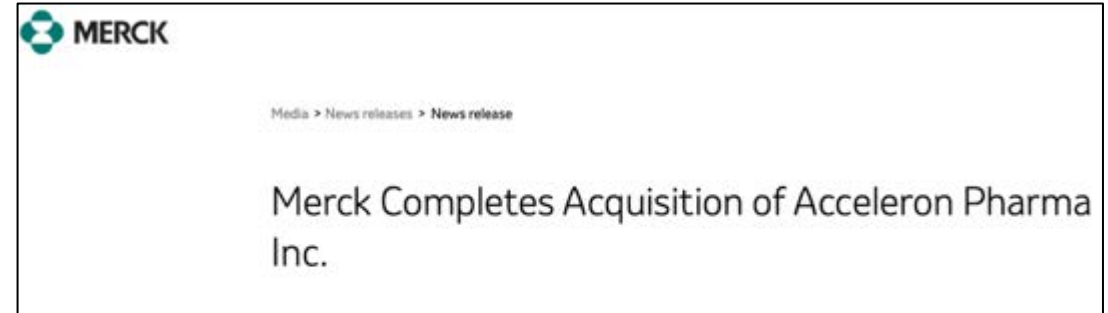 MERCK
Media > News releases > News release
Merck Completes Acquisition of Acceleron Pharma
Inc.